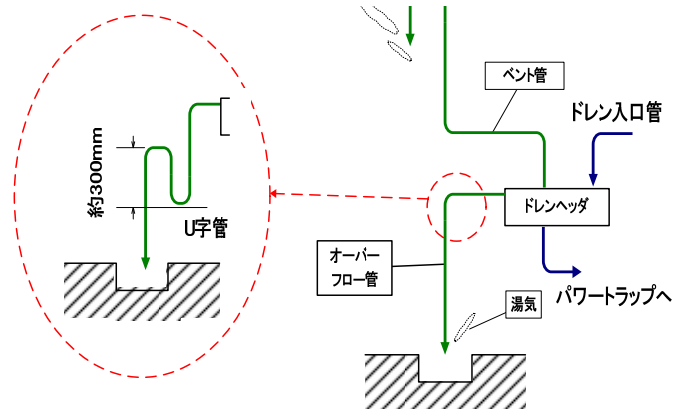 ベント管
ドレン入口管
約300mm
ドレンヘッダ
U字管
オーバー
フロー管
パワートラップへ
湯気